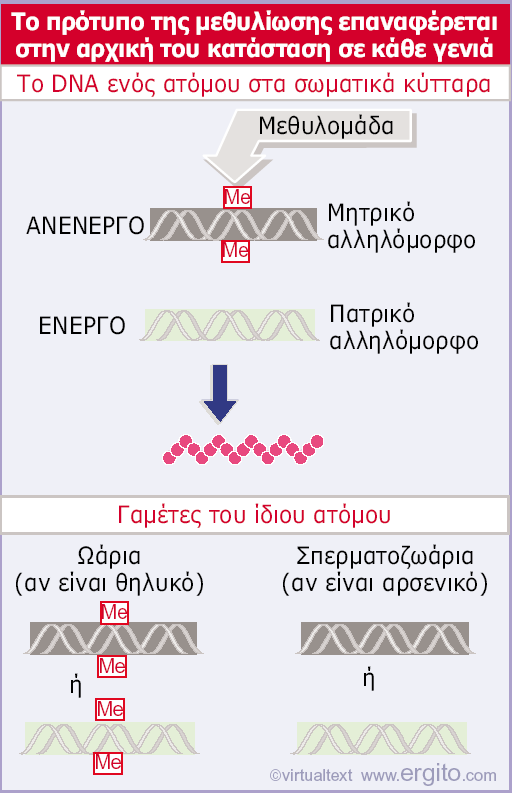 Το πρότυπο της μεθυλίωσης επαναφέρεται
στην αρχική του κατάσταση σε κάθε γενιά
Το DNA ενός ατόμου στα σωματικά κύτταρα
Μεθυλομάδα
Me
ΑΝΕΝΕΡΓΟ
Μητρικό
αλληλόμορφο
Me
ΕΝΕΡΓΟ
Πατρικό
αλληλόμορφο
Γαμέτες του ίδιου ατόμου
Ωάρια
(αν είναι θηλυκό)
Σπερματοζωάρια
(αν είναι αρσενικό)
Me
Me
ή
ή
Me
Me
©virtualtext www.ergito.com